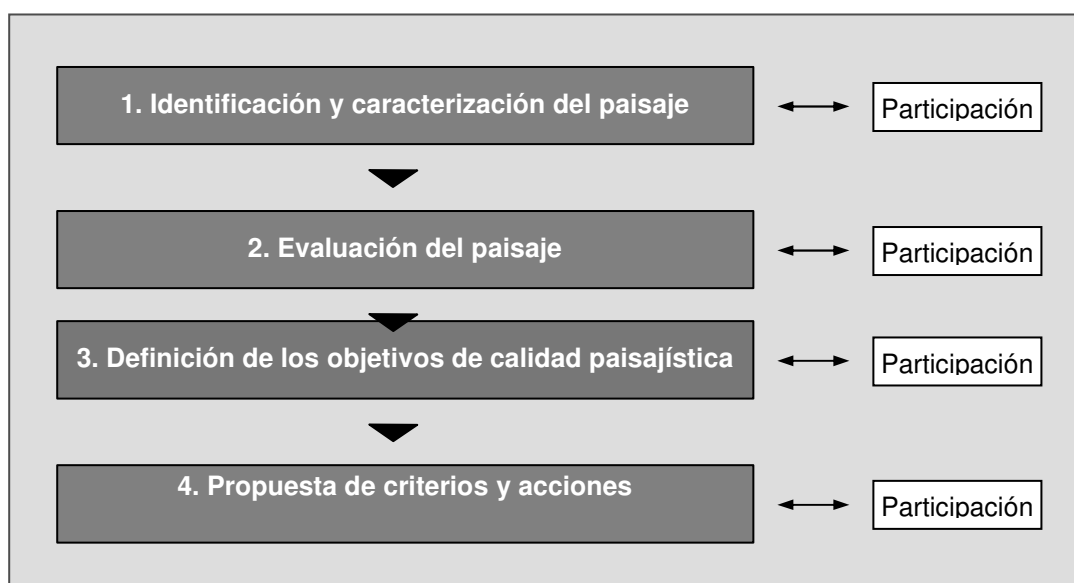 1. Identificación y caracterización del paisaje
Participación
2. Evaluación del paisaje
Participación
3. Definición de los objetivos de calidad paisajística
Participación
4. Propuesta de criterios y acciones
Participación